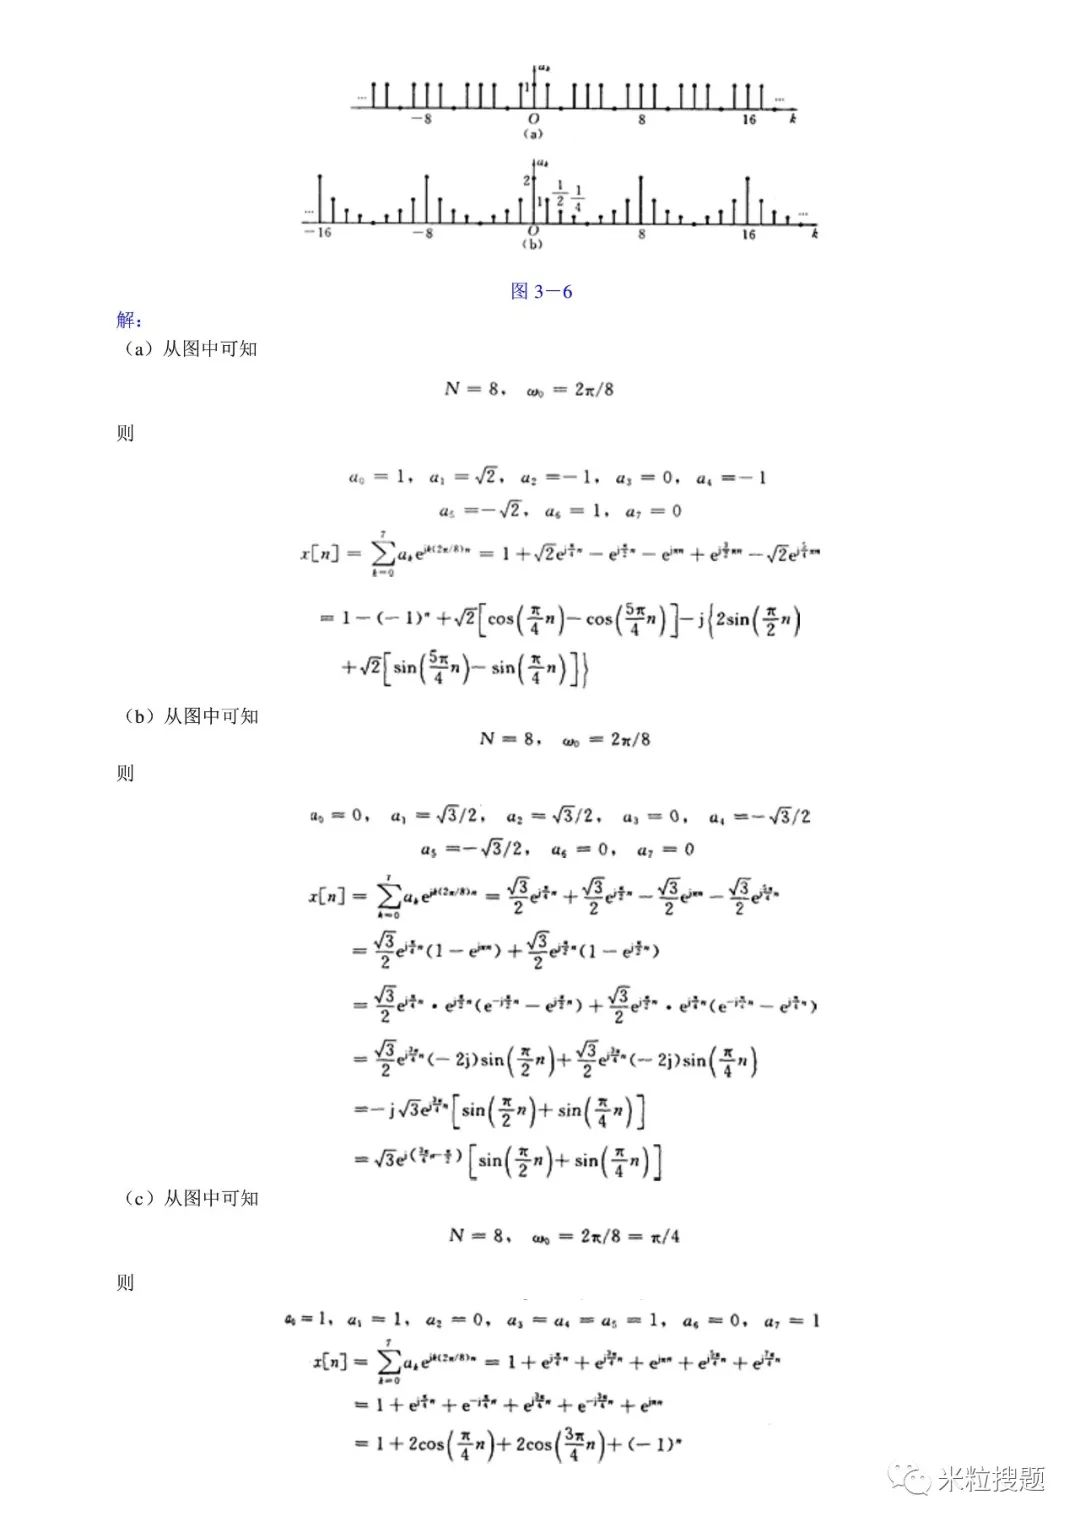 a_k
1
... -8 O 8 16 ... k
(a)
a_k
2
1 1/2 1/4
... -16 -8 O 8 16 ... k
(b)
图 3－6
解：
（a）从图中可知
N = 8, ω₀ = 2π/8
则
a₀ = 1, a₁ = √2, a₂ = −1, a₃ = 0, a₄ = −1
a₅ = −√2, a₆ = 1, a₇ = 0
x[n] = ∑_{k=0}^{7} a_k e^{jk(2π/8)n} = 1 + √2e^{j(π/4)n} − e^{j(π/2)n} − e^{jπn} + e^{j(3/2)πn} − √2e^{j(5/4)πn}
= 1 − (−1)ⁿ + √2[cos(π/4 n) − cos(5π/4 n)] − j{2sin(π/2 n)
+ √2[sin(5π/4 n) − sin(π/4 n)]}
（b）从图中可知
N = 8, ω₀ = 2π/8
则
a₀ = 0, a₁ = √3/2, a₂ = √3/2, a₃ = 0, a₄ = −√3/2
a₅ = −√3/2, a₆ = 0, a₇ = 0
x[n] = ∑_{k=0}^{7} a_k e^{jk(2π/8)n} = √3/2 e^{j(π/4)n} + √3/2 e^{j(π/2)n} − √3/2 e^{jπn} − √3/2 e^{j(5π/4)n}
= √3/2 e^{j(π/4)n}(1 − e^{jπn}) + √3/2 e^{j(π/2)n}(1 − e^{j(π/2)n})
= √3/2 e^{j(π/4)n} · e^{j(π/2)n}(e^{−j(π/2)n} − e^{j(π/2)n}) + √3/2 e^{j(π/2)n} · e^{j(π/4)n}(e^{−j(π/4)n} − e^{j(π/4)n})
= √3/2 e^{j(3π/4)n}(−2j)sin(π/2 n) + √3/2 e^{j(3π/4)n}(−2j)sin(π/4 n)
= −j√3e^{j(3π/4)n}[sin(π/2 n) + sin(π/4 n)]
= √3e^{j(3π/4 n − π/2)}[sin(π/2 n) + sin(π/4 n)]
（c）从图中可知
N = 8, ω₀ = 2π/8 = π/4
则
a₀ = 1, a₁ = 1, a₂ = 0, a₃ = a₄ = a₅ = 1, a₆ = 0, a₇ = 1
x[n] = ∑_{k=0}^{7} a_k e^{jk(2π/8)n} = 1 + e^{j(π/4)n} + e^{j(3π/4)n} + e^{jπn} + e^{j(5π/4)n} + e^{j(7π/4)n}
= 1 + e^{j(π/4)n} + e^{−j(π/4)n} + e^{j(3π/4)n} + e^{−j(3π/4)n} + e^{jπn}
= 1 + 2cos(π/4 n) + 2cos(3π/4 n) + (−1)ⁿ
米粒搜题